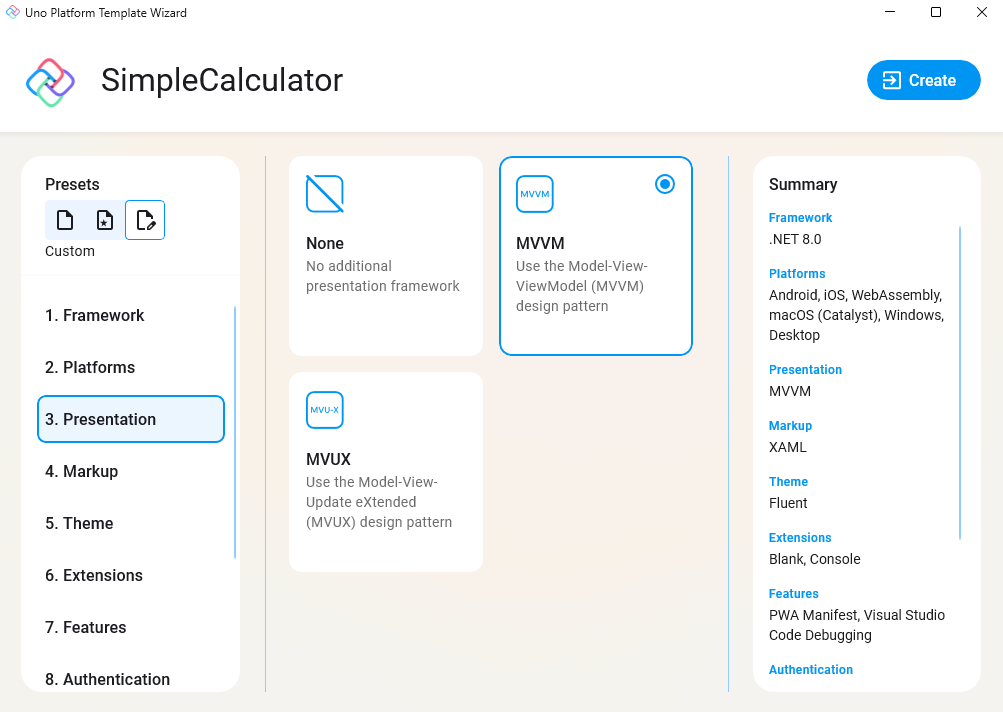 Uno Platform Template Wizard
SimpleCalculator
Create
Presets
Custom
1. Framework
2. Platforms
3. Presentation
4. Markup
5. Theme
6. Extensions
7. Features
8. Authentication
None
No additional
presentation framework
MVVM
MVVM
Use the Model-View-
ViewModel (MVVM)
design pattern
MVU-X
MVUX
Use the Model-View-
Update eXtended
(MVUX) design pattern
Summary
Framework
.NET 8.0
Platforms
Android, iOS, WebAssembly,
macOS (Catalyst), Windows,
Desktop
Presentation
MVVM
Markup
XAML
Theme
Fluent
Extensions
Blank, Console
Features
PWA Manifest, Visual Studio
Code Debugging
Authentication